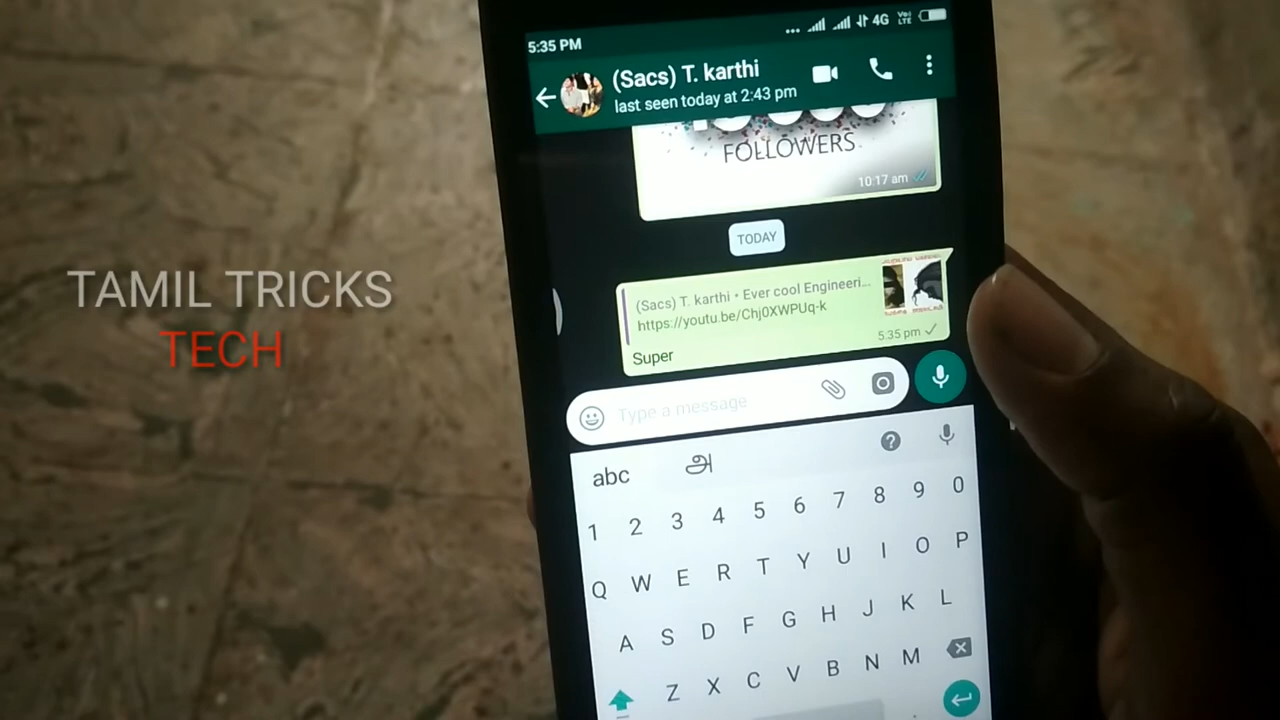 5:35 PM
4G
Vo)
LTE
(Sacs) T. karthi
last seen today at 2:43 pm
FOLLOWERS
10:17 am
TODAY
(Sacs) T. karthi • Ever cool Engineeri...
https://youtu.be/Chj0XWPUq-k
5:35 pm
Super
Type a message
TAMIL TRICKS
TECH
abc அ
1 2 3 4 5 6 7 8 9 0
Q W E R T Y U I O P
A S D F G H J K L
Z X C V B N M